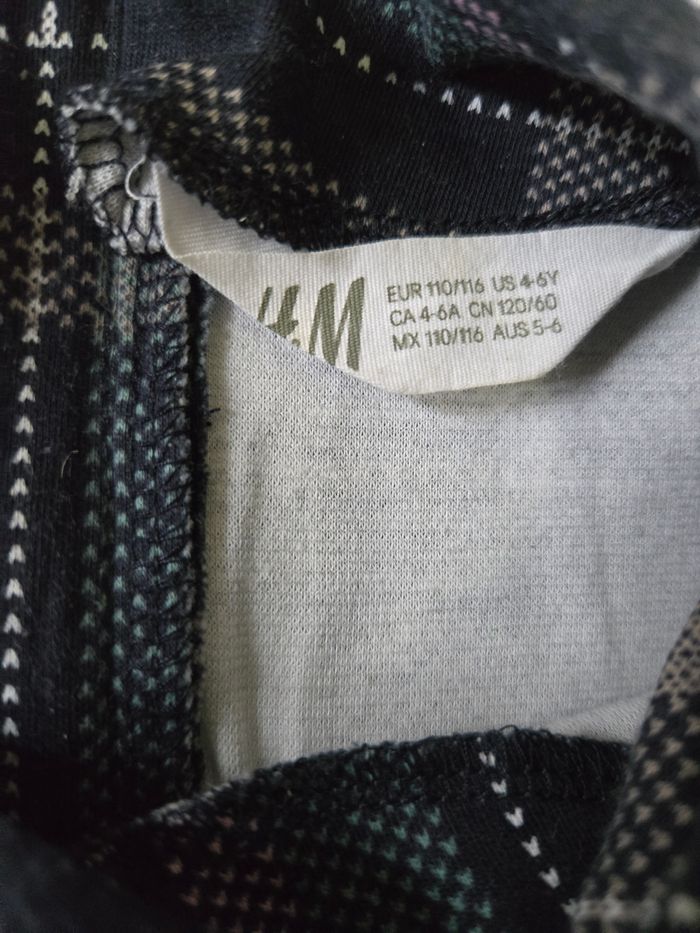 H&M
EUR 110/116 US 4-6Y
CA 4-6A CN 120/60
MX 110/116 AUS 5-6